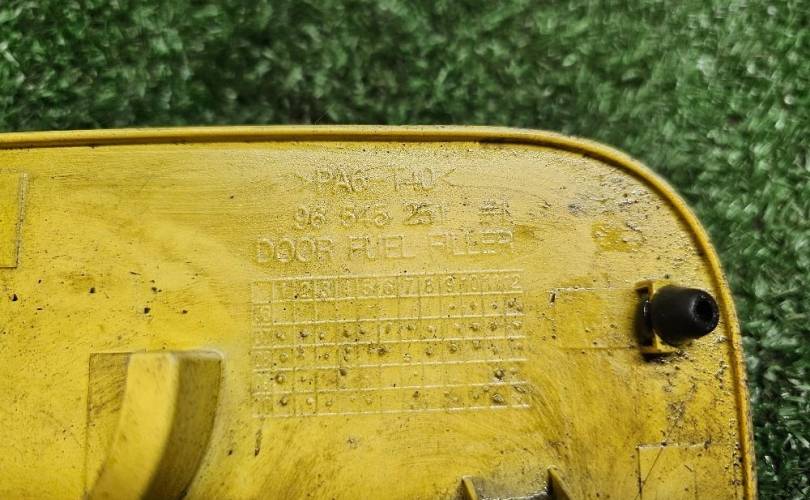 >PA6 T40<
96 545 251 #1
DOOR FUEL FILLER
1 2 3 4 5 6 7 8 9 10 11 12